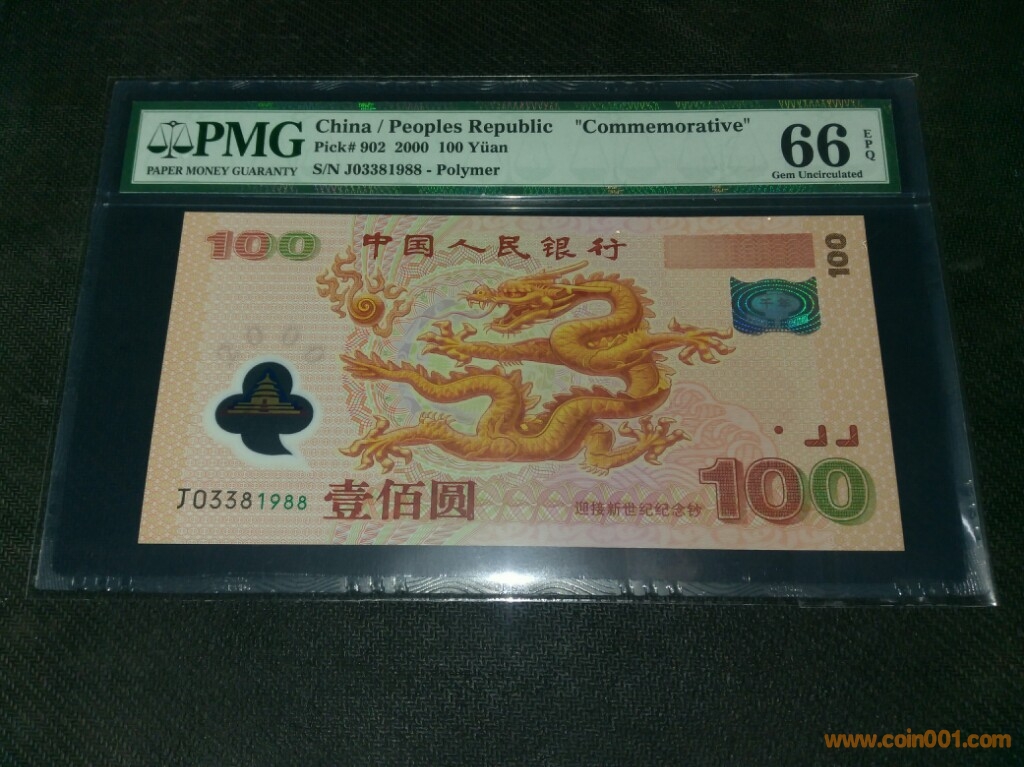 PMG
PAPER MONEY GUARANTY
China / Peoples Republic "Commemorative"
Pick# 902 2000 100 Yüan
S/N J03381988 - Polymer
66
EPQ
Gem Uncirculated
100
中国人民银行
100
2000
J03381988
壹佰圆
迎接新世纪纪念钞
100
www.coin001.com